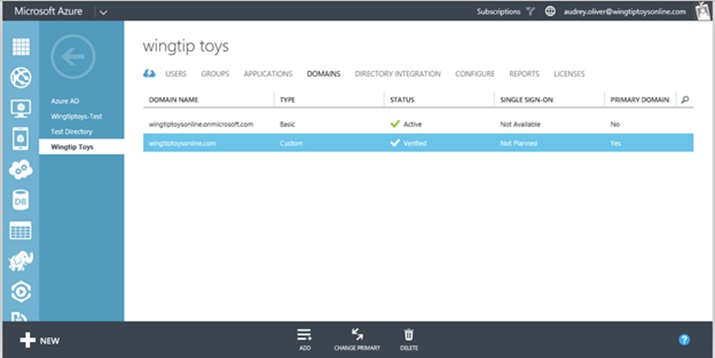 Microsoft Azure
Subscriptions audrey.oliver@wingtiptoysonline.com
wingtip toys
USERS GROUPS APPLICATIONS DOMAINS DIRECTORY INTEGRATION CONFIGURE REPORTS LICENSES
Azure AD
Wingtiptoys-Test
Test Directory
Wingtip Toys
DOMAIN NAME TYPE STATUS SINGLE SIGN-ON PRIMARY DOMAIN
wingtiptoysonline.onmicrosoft.com Basic Active Not Available No
wingtiptoysonline.com Custom Verified Not Planned Yes
DB
NEW
ADD CHANGE PRIMARY DELETE
?